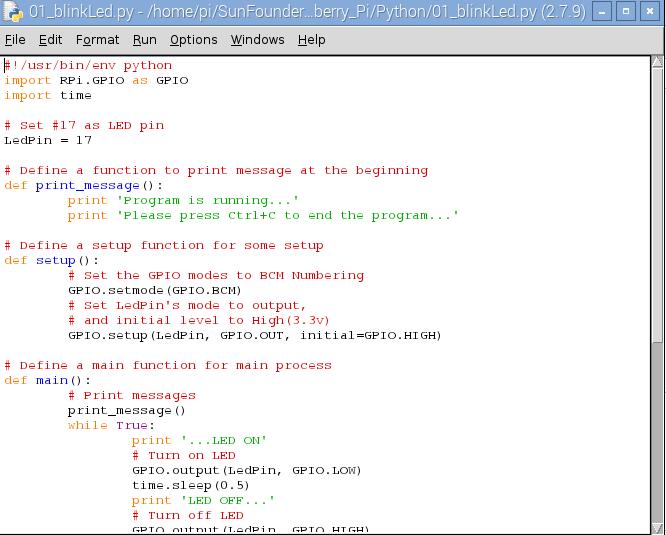 01_blinkLed.py - /home/pi/SunFounder...berry_Pi/Python/01_blinkLed.py (2.7.9)
File Edit Format Run Options Windows Help
#!/usr/bin/env python
import RPi.GPIO as GPIO
import time

# Set #17 as LED pin
LedPin = 17

# Define a function to print message at the beginning
def print_message():
        print 'Program is running...'
        print 'Please press Ctrl+C to end the program...'

# Define a setup function for some setup
def setup():
        # Set the GPIO modes to BCM Numbering
        GPIO.setmode(GPIO.BCM)
        # Set LedPin's mode to output,
        # and initial level to High(3.3v)
        GPIO.setup(LedPin, GPIO.OUT, initial=GPIO.HIGH)

# Define a main function for main process
def main():
        # Print messages
        print_message()
        while True:
                print '...LED ON'
                # Turn on LED
                GPIO.output(LedPin, GPIO.LOW)
                time.sleep(0.5)
                print 'LED OFF...'
                # Turn off LED
                GPIO.output(LedPin, GPIO.HIGH)